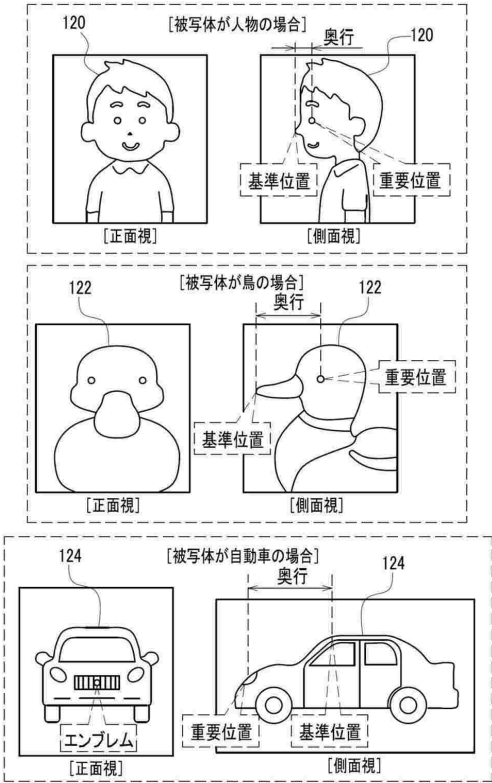 [被写体が人物の場合]
120
奥行
120
基準位置
重要位置
[正面視]
[側面視]
[被写体が鳥の場合]
122
奥行
122
重要位置
基準位置
[正面視]
[側面視]
[被写体が自動車の場合]
124
奥行
124
エンブレム
重要位置
基準位置
[正面視]
[側面視]